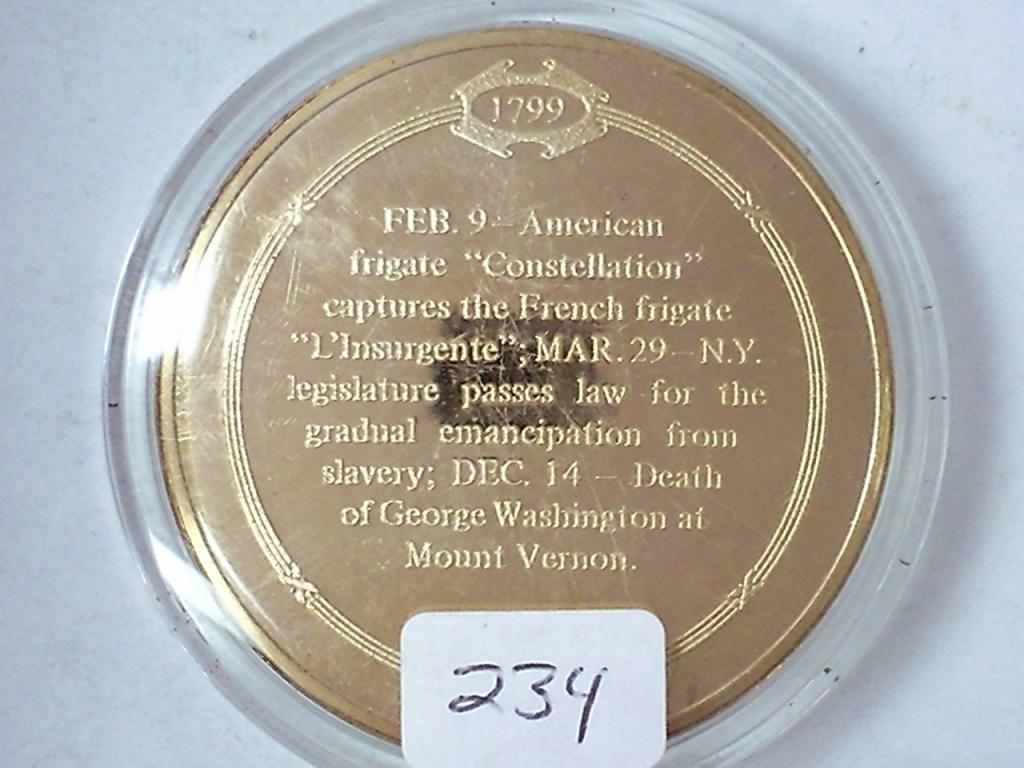 1799
FEB. 9 – American
frigate “Constellation”
captures the French frigate
“L’Insurgente”; MAR. 29 – N.Y.
legislature passes law for the
gradual emancipation from
slavery; DEC. 14 – Death
of George Washington at
Mount Vernon.
234